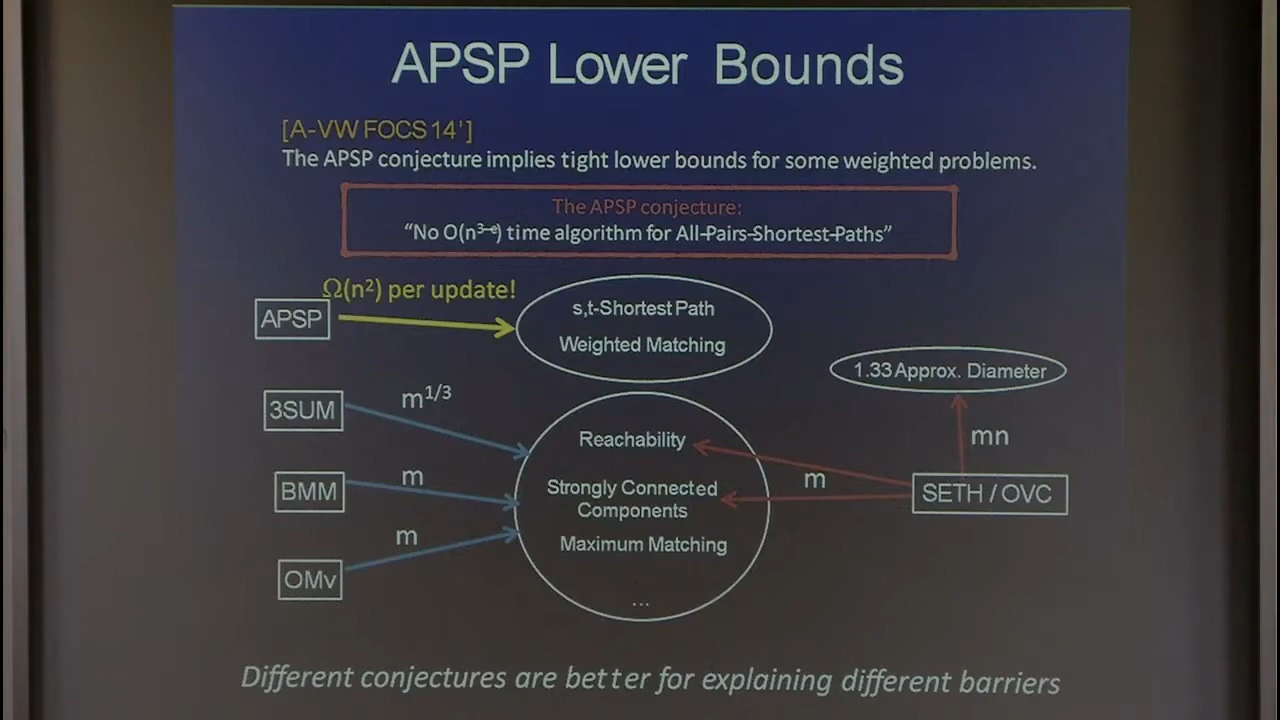 APSP Lower Bounds
[A-VW FOCS 14']
The APSP conjecture implies tight lower bounds for some weighted problems.
The APSP conjecture:
“No O(n³⁻ᵉ) time algorithm for All-Pairs-Shortest-Paths”
Ω(n²) per update!
APSP
s,t-Shortest Path
Weighted Matching
1.33 Approx. Diameter
3SUM
m^1/3
Reachability
mn
BMM
m
Strongly Connected
Components
m
SETH / OVC
OMv
m
Maximum Matching
...
Different conjectures are better for explaining different barriers